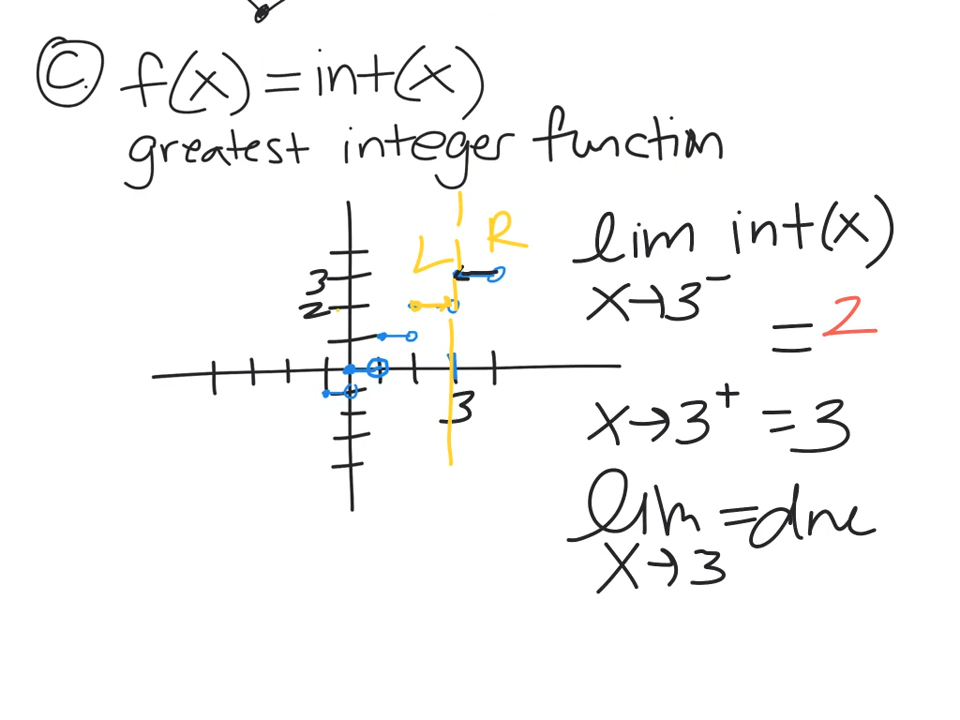 C. f(x) = int(x)
greatest integer function
L R
3
2
3
lim int(x)
x→3⁻
= 2
x→3⁺ = 3
lim = dne
x→3